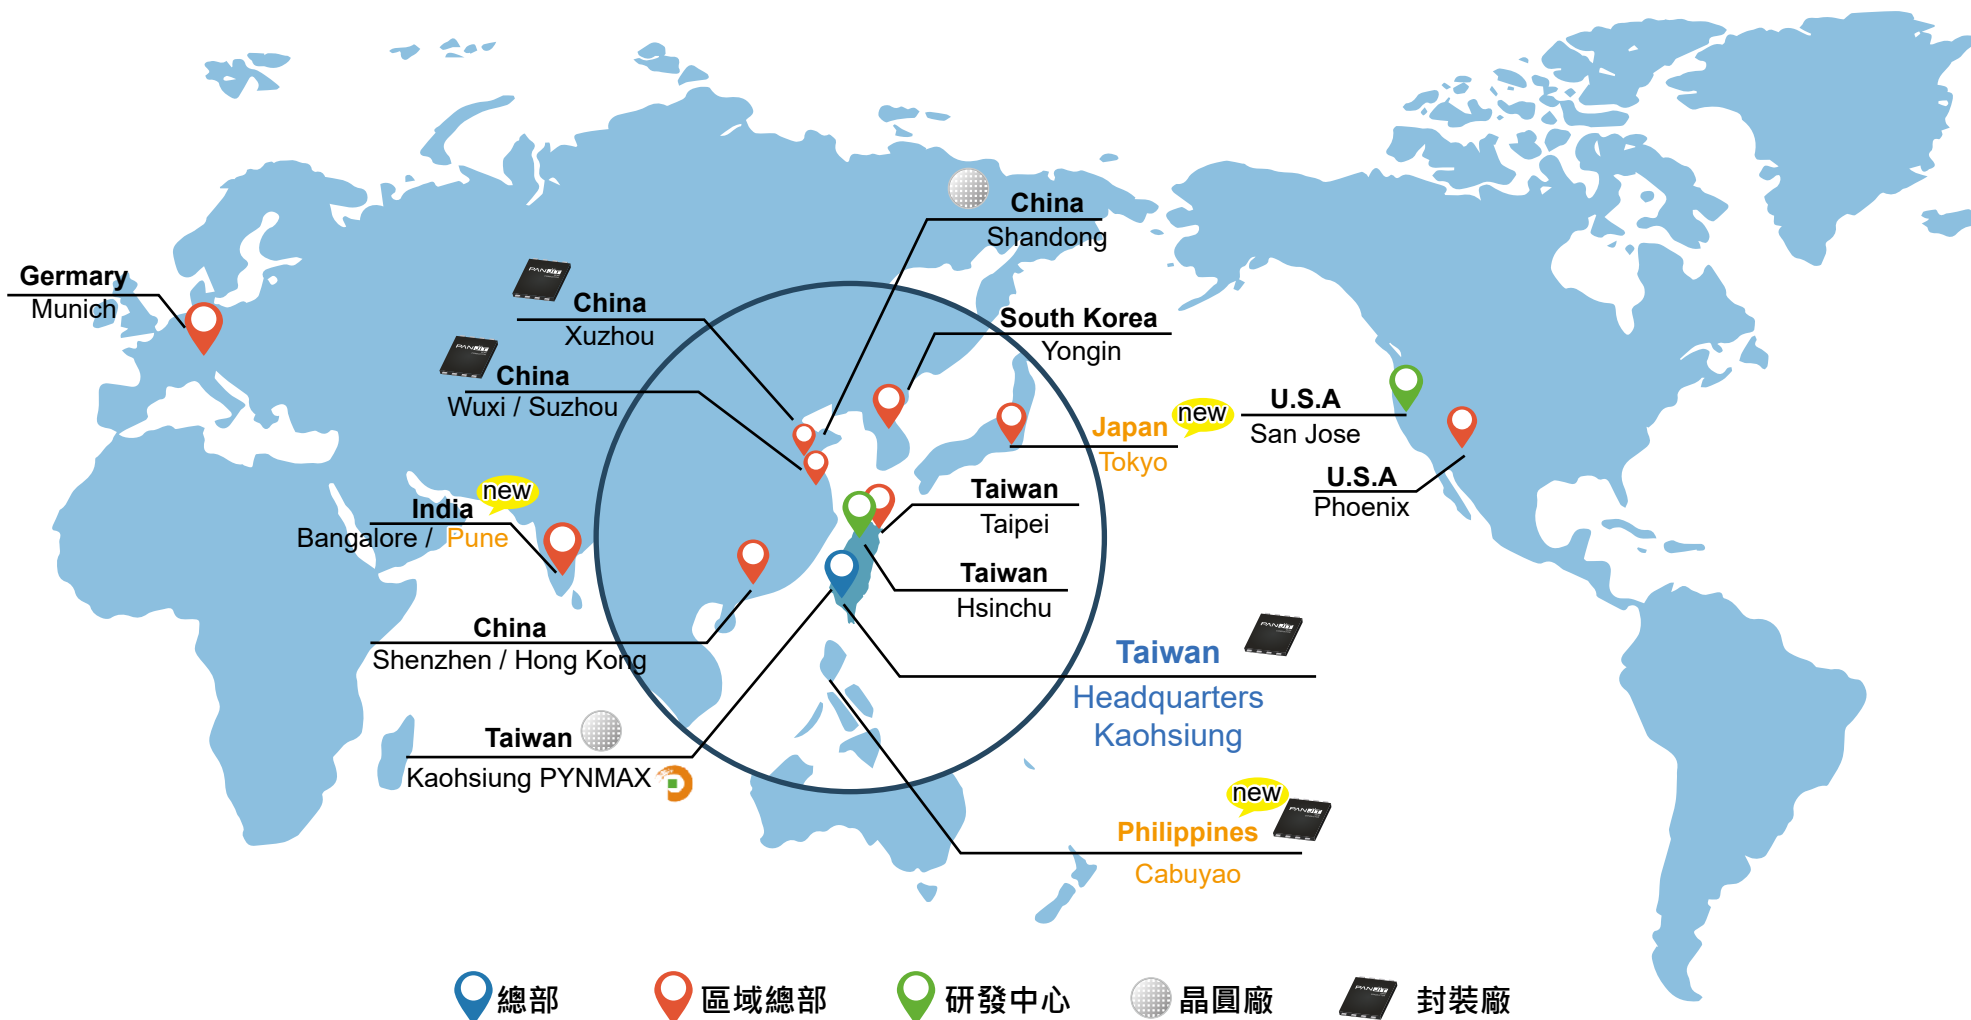 China
Shandong
Germary
Munich
China
Xuzhou
South Korea
Yongin
China
Wuxi / Suzhou
new
Japan
Tokyo
U.S.A
San Jose
U.S.A
Phoenix
new
India
Bangalore / Pune
Taiwan
Taipei
Taiwan
Hsinchu
China
Shenzhen / Hong Kong
Taiwan
Headquarters
Kaohsiung
Taiwan
Kaohsiung PYNMAX
new
Philippines
Cabuyao
總部
區域總部
研發中心
晶圓廠
PANJIT
封裝廠